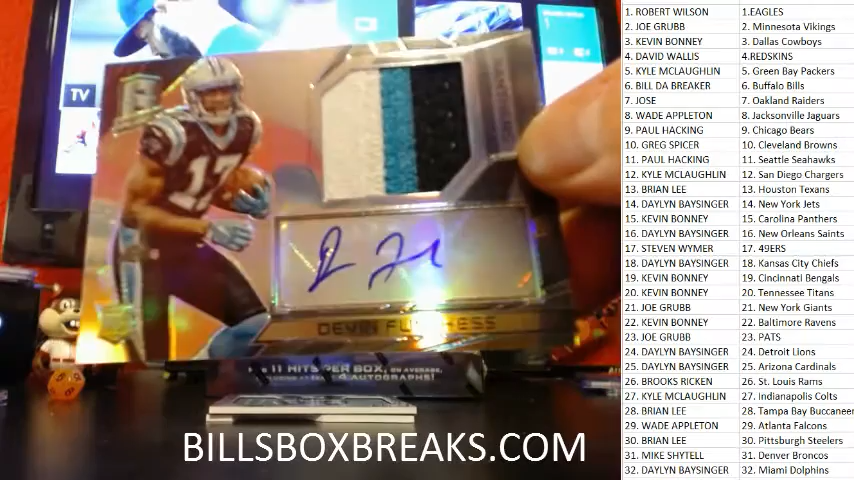 TV
17
DEVIN FUNCHESS
11 HITS PER BOX, ON AVERAGE,
4 AUTOGRAPHS!
BILLSBOXBREAKS.COM
1. ROBERT WILSON 1.EAGLES
2. JOE GRUBB 2. Minnesota Vikings
3. KEVIN BONNEY 3. Dallas Cowboys
4. DAVID WALLIS 4.REDSKINS
5. KYLE MCLAUGHLIN 5. Green Bay Packers
6. BILL DA BREAKER 6. Buffalo Bills
7. JOSE 7. Oakland Raiders
8. WADE APPLETON 8. Jacksonville Jaguars
9. PAUL HACKING 9. Chicago Bears
10. GREG SPICER 10. Cleveland Browns
11. PAUL HACKING 11. Seattle Seahawks
12. KYLE MCLAUGHLIN 12. San Diego Chargers
13. BRIAN LEE 13. Houston Texans
14. DAYLYN BAYSINGER 14. New York Jets
15. KEVIN BONNEY 15. Carolina Panthers
16. DAYLYN BAYSINGER 16. New Orleans Saints
17. STEVEN WYMER 17. 49ERS
18. DAYLYN BAYSINGER 18. Kansas City Chiefs
19. KEVIN BONNEY 19. Cincinnati Bengals
20. KEVIN BONNEY 20. Tennessee Titans
21. JOE GRUBB 21. New York Giants
22. KEVIN BONNEY 22. Baltimore Ravens
23. JOE GRUBB 23. PATS
24. DAYLYN BAYSINGER 24. Detroit Lions
25. DAYLYN BAYSINGER 25. Arizona Cardinals
26. BROOKS RICKEN 26. St. Louis Rams
27. KYLE MCLAUGHLIN 27. Indianapolis Colts
28. BRIAN LEE 28. Tampa Bay Buccaneer
29. WADE APPLETON 29. Atlanta Falcons
30. BRIAN LEE 30. Pittsburgh Steelers
31. MIKE SHYTELL 31. Denver Broncos
32. DAYLYN BAYSINGER 32. Miami Dolphins